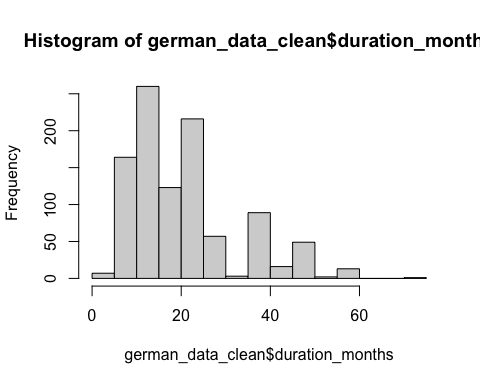 Histogram of german_data_clean$duration_month
Frequency
200
100
50
0
0 20 40 60
german_data_clean$duration_months